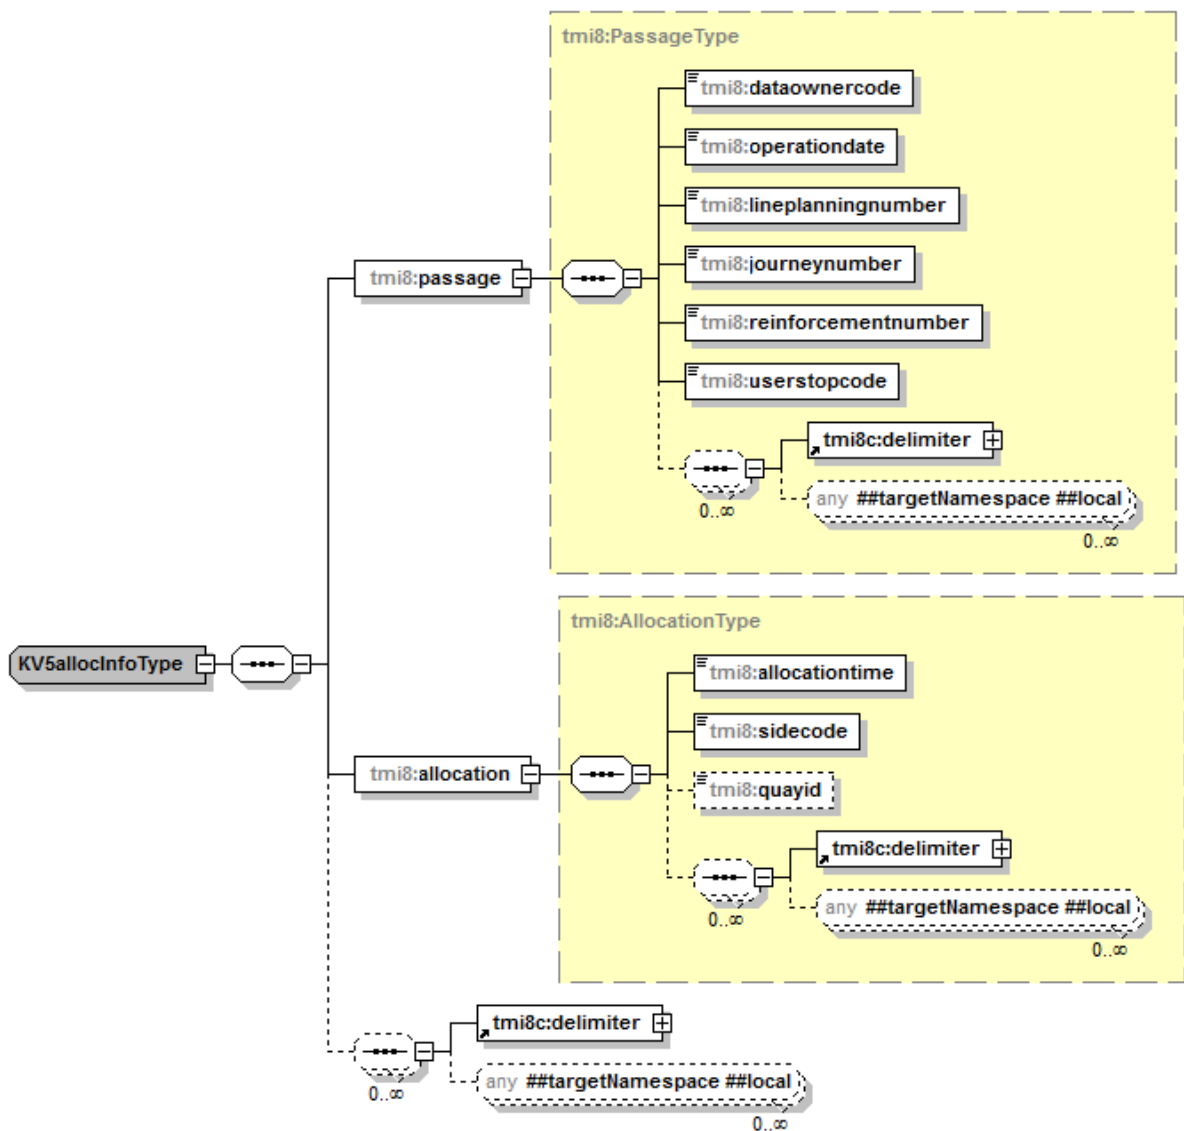 tmi8:PassageType
tmi8:dataownercode
tmi8:operationdate
tmi8:lineplanningnumber
tmi8:journeynumber
tmi8:passage
tmi8:reinforcementnumber
tmi8:userstopcode
tmi8c:delimiter
any ##targetNamespace ##local
0..∞
0..∞
tmi8:AllocationType
KV5allocInfoType
tmi8:allocationtime
tmi8:sidecode
tmi8:allocation
tmi8:quayid
tmi8c:delimiter
any ##targetNamespace ##local
0..∞
0..∞
tmi8c:delimiter
any ##targetNamespace ##local
0..∞
0..∞